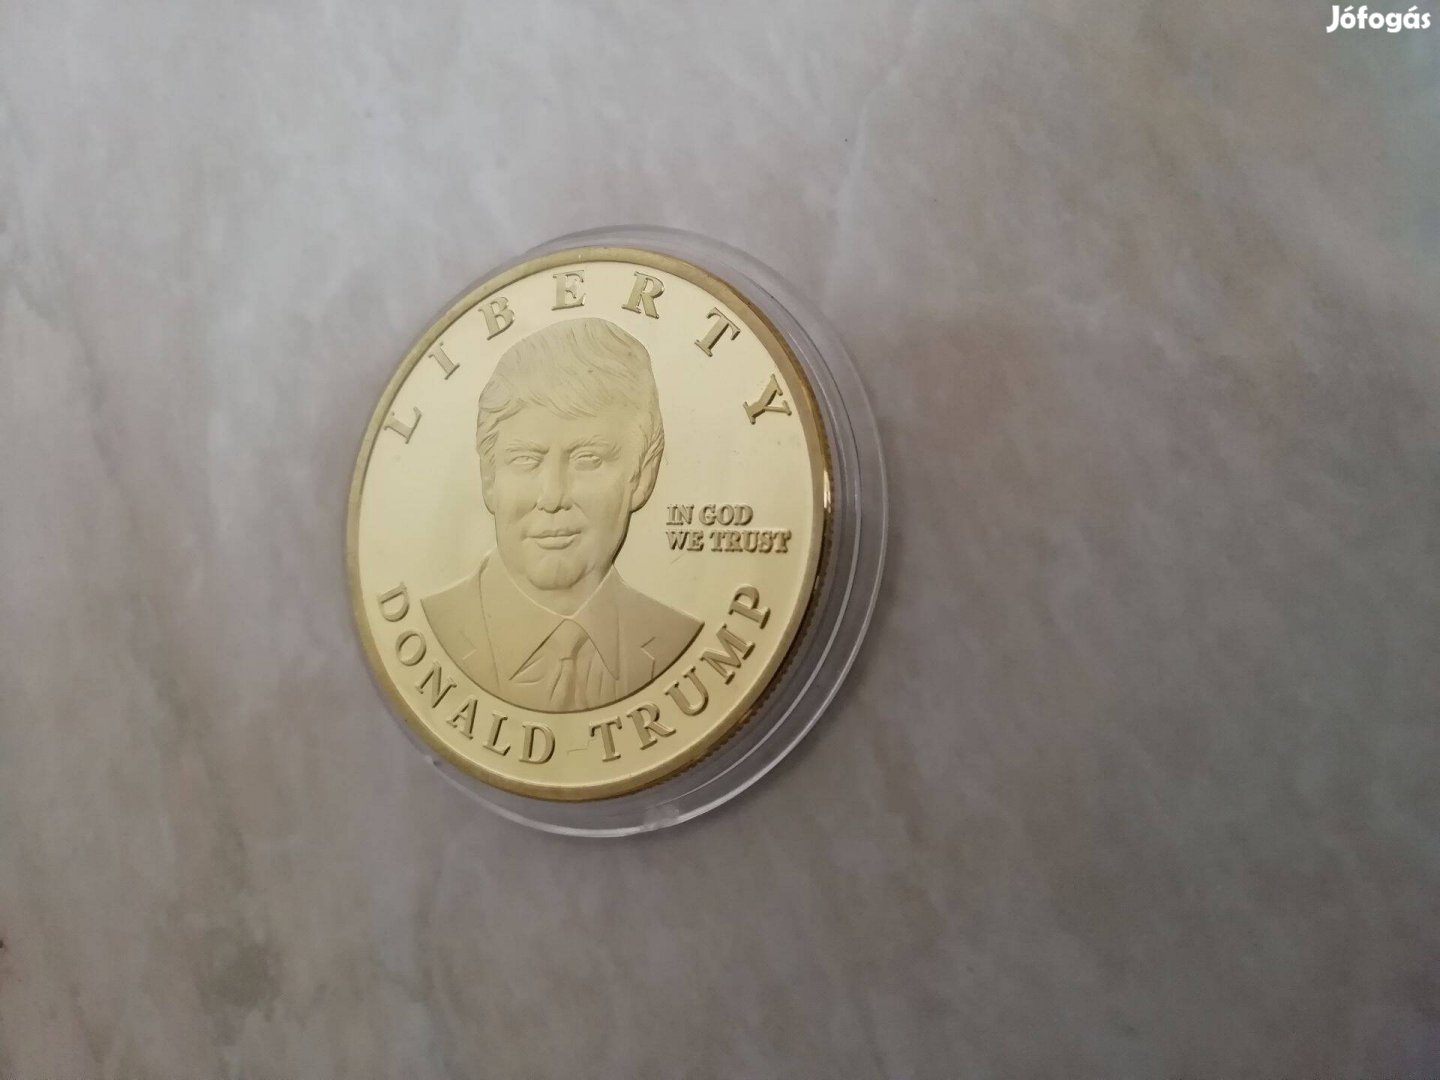 Jófogás
LIBERTY
IN GOD
WE TRUST
DONALD TRUMP